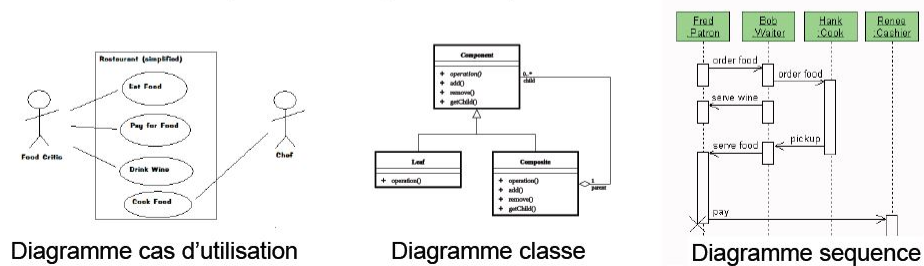 Restaurant (simplified)
Eat Food
Pay for Food
Drink Wine
Cook Food
Food Critic
Chef
Diagramme cas d'utilisation
Component
+ operation()
+ add()
+ remove()
+ getChild()
0..*
child
Leaf
+ operation()
Composite
+ operation()
+ add()
+ remove()
+ getChild()
1
parent
Diagramme classe
Fred
:Patron
Bob
:Waiter
Hank
:Cook
Renee
:Cashier
order food
order food
serve wine
pickup
serve food
pay
Diagramme sequence